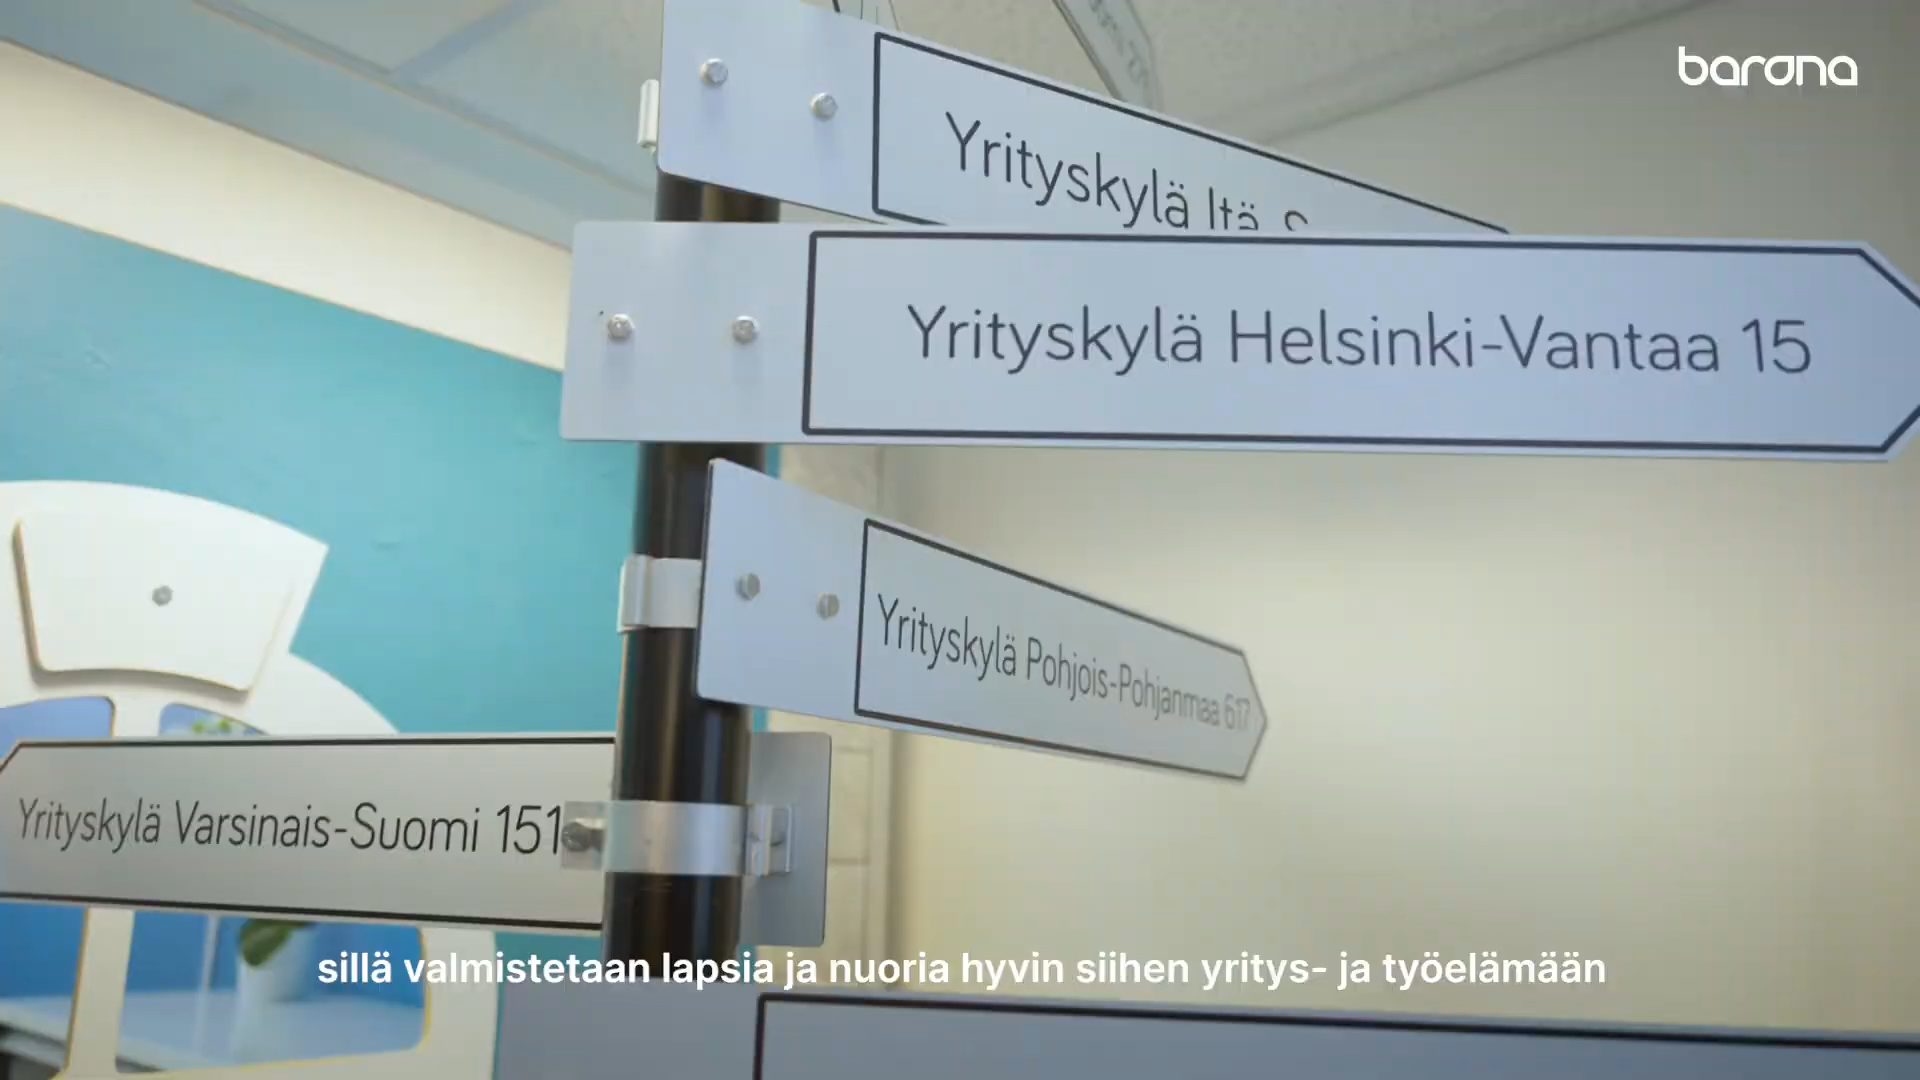 barona
Yrityskylä Itä
Yrityskylä Helsinki-Vantaa 15
Yrityskylä Pohjois-Pohjanmaa 617
Yrityskylä Varsinais-Suomi 151
sillä valmistetaan lapsia ja nuoria hyvin siihen yritys- ja työelämään